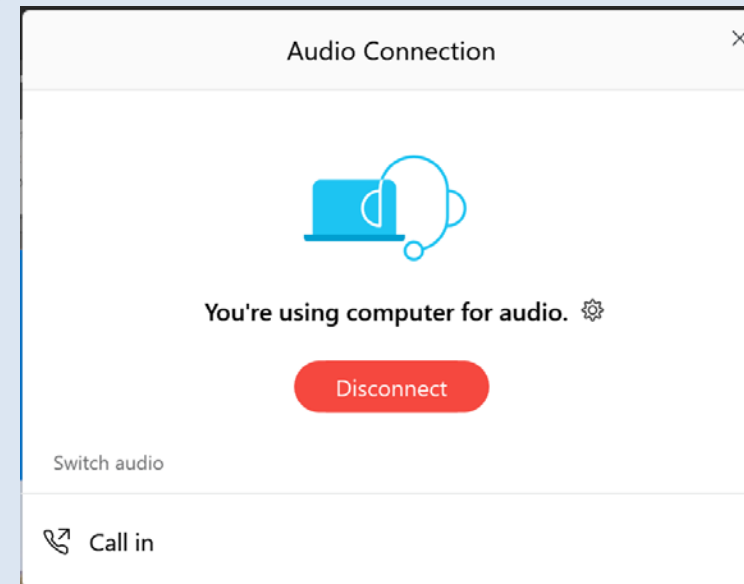 Audio Connection
You're using computer for audio.
Disconnect
Switch audio
Call in